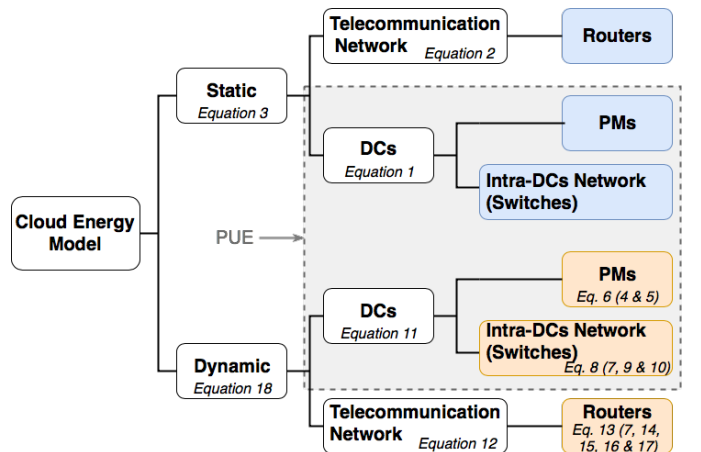 Telecommunication
Network
Equation 2
Routers
Static
Equation 3
PMs
DCs
Equation 1
Intra-DCs Network
(Switches)
Cloud Energy
Model
PUE
PMs
Eq. 6 (4 & 5)
DCs
Equation 11
Intra-DCs Network
(Switches)
Eq. 8 (7, 9 & 10)
Dynamic
Equation 18
Telecommunication
Network
Equation 12
Routers
Eq. 13 (7, 14,
15, 16 & 17)